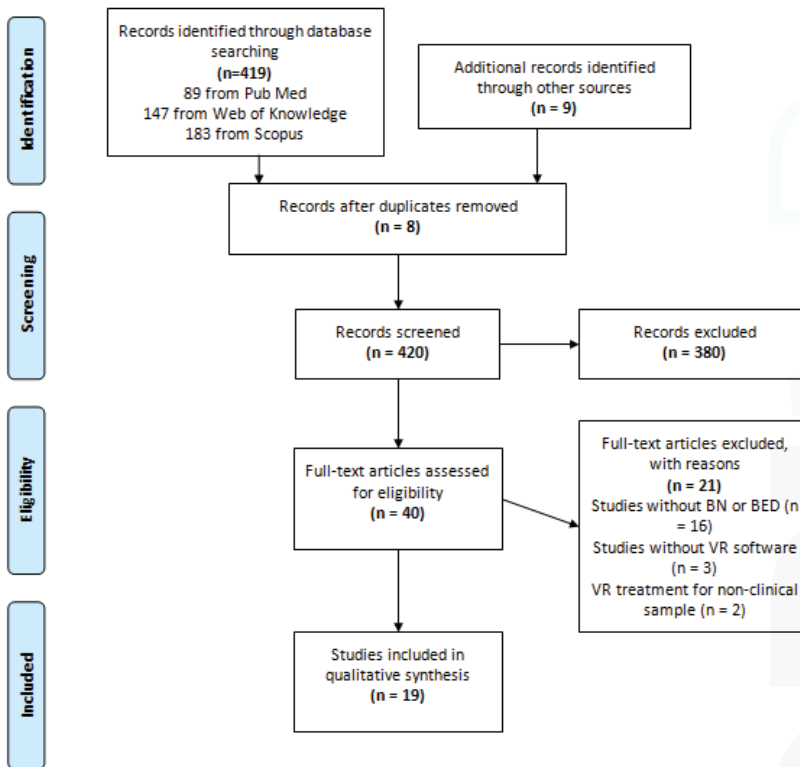 Identification
Records identified through database
searching
(n=419)
89 from Pub Med
147 from Web of Knowledge
183 from Scopus
Additional records identified
through other sources
(n = 9)
Records after duplicates removed
(n = 8)
Screening
Records screened
(n = 420)
Records excluded
(n = 380)
Eligibility
Full-text articles assessed
for eligibility
(n = 40)
Full-text articles excluded,
with reasons
(n = 21)
Studies without BN or BED (n
= 16)
Studies without VR software
(n = 3)
VR treatment for non-clinical
sample (n = 2)
Included
Studies included in
qualitative synthesis
(n = 19)